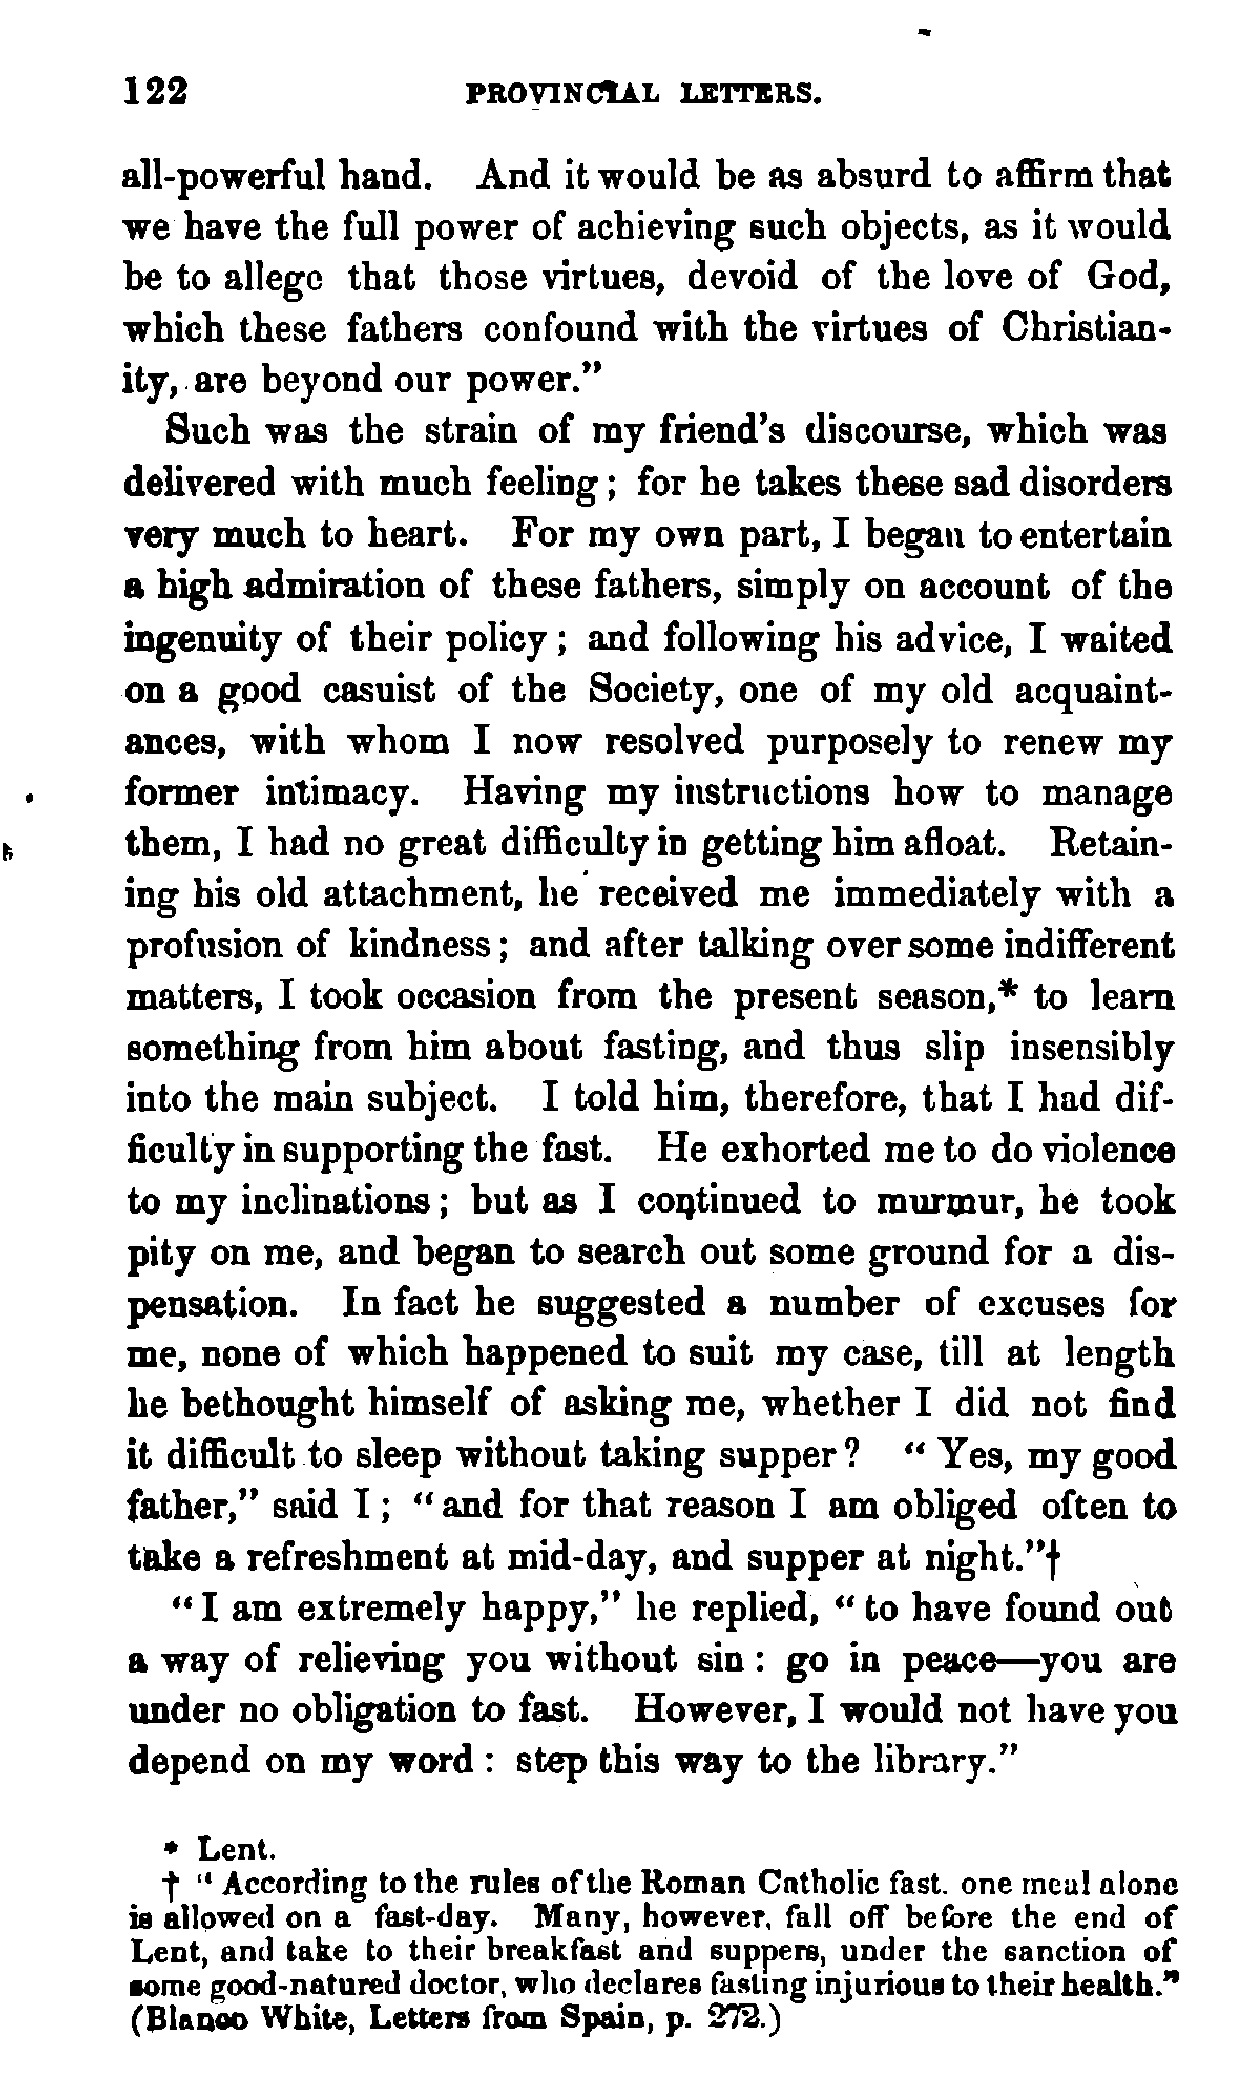 122 PROVINCIAL LETTERS.
all-powerful hand. And it would be as absurd to affirm that
we have the full power of achieving such objects, as it would
be to allege that those virtues, devoid of the love of God,
which these fathers confound with the virtues of Christian-
ity, are beyond our power."
Such was the strain of my friend's discourse, which was
delivered with much feeling; for he takes these sad disorders
very much to heart. For my own part, I began to entertain
a high admiration of these fathers, simply on account of the
ingenuity of their policy; and following his advice, I waited
on a good casuist of the Society, one of my old acquaint-
ances, with whom I now resolved purposely to renew my
former intimacy. Having my instructions how to manage
them, I had no great difficulty in getting him afloat. Retain-
ing his old attachment, he received me immediately with a
profusion of kindness; and after talking over some indifferent
matters, I took occasion from the present season,* to learn
something from him about fasting, and thus slip insensibly
into the main subject. I told him, therefore, that I had dif-
ficulty in supporting the fast. He exhorted me to do violence
to my inclinations; but as I continued to murmur, he took
pity on me, and began to search out some ground for a dis-
pensation. In fact he suggested a number of excuses for
me, none of which happened to suit my case, till at length
he bethought himself of asking me, whether I did not find
it difficult to sleep without taking supper? "Yes, my good
father," said I; "and for that reason I am obliged often to
take a refreshment at mid-day, and supper at night."†
"I am extremely happy," he replied, "to have found out
a way of relieving you without sin: go in peace—you are
under no obligation to fast. However, I would not have you
depend on my word: step this way to the library."
* Lent.
† "According to the rules of the Roman Catholic fast. one meal alone
is allowed on a fast-day. Many, however, fall off before the end of
Lent, and take to their breakfast and suppers, under the sanction of
some good-natured doctor, who declares fasting injurious to their health."
(Blanco White, Letters from Spain, p. 272.)